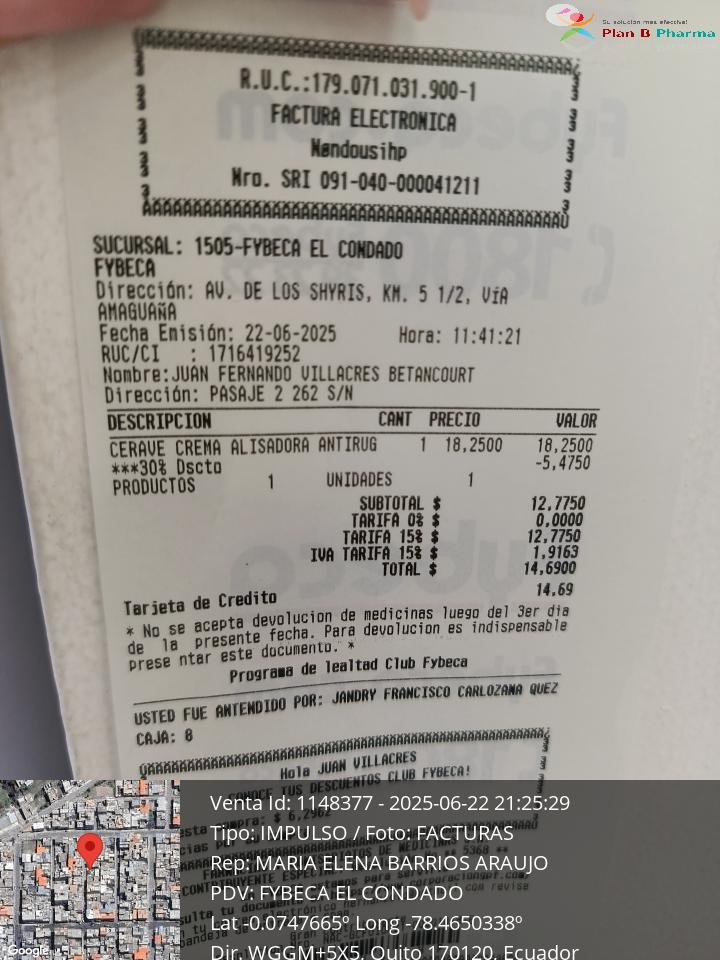 Su solución más efectiva!
Plan B Pharma
R.U.C.:179.071.031.900-1
FACTURA ELECTRONICA
Nandousihp
Nro. SRI 091-040-000041211
SUCURSAL: 1505-FYBECA EL CONDADO
FYBECA
Dirección: AV. DE LOS SHYRIS, KM. 5 1/2, VíA
AMAGUAÑA
Fecha Emisión: 22-06-2025 Hora: 11:41:21
RUC/CI : 1716419252
Nombre:JUAN FERNANDO VILLACRES BETANCOURT
Dirección: PASAJE 2 262 S/N
DESCRIPCION CANT PRECIO VALOR
CERAVE CREMA ALISADORA ANTIRUG 1 18,2500 18,2500
***30% Dscto -5,4750
PRODUCTOS 1 UNIDADES 1
SUBTOTAL $ 12,7750
TARIFA 0% $ 0,0000
TARIFA 15% $ 12,7750
IVA TARIFA 15% $ 1,9163
TOTAL $ 14,6900
Tarjeta de Credito 14,69
* No se acepta devolucion de medicinas luego del 3er dia
de la presente fecha. Para devolucion es indispensable
prese ntar este documento. *
Programa de lealtad Club Fybeca
USTED FUE ANTENDIDO POR: JANDRY FRANCISCO CARLOZAMA QUEZ
CAJA: 8
Hola JUAN VILLACRES
CONOCE TUS DESCUENTOS CLUB FYBECA!
esta compra: $ 6,2962
Venta Id: 1148377 - 2025-06-22 21:25:29
Tipo: IMPULSO / Foto: FACTURAS
Rep: MARIA ELENA BARRIOS ARAUJO
PDV: FYBECA EL CONDADO
Lat -0.0747665º Long -78.4650338º
Dir. WGGM+5X5, Quito 170120, Ecuador
Google